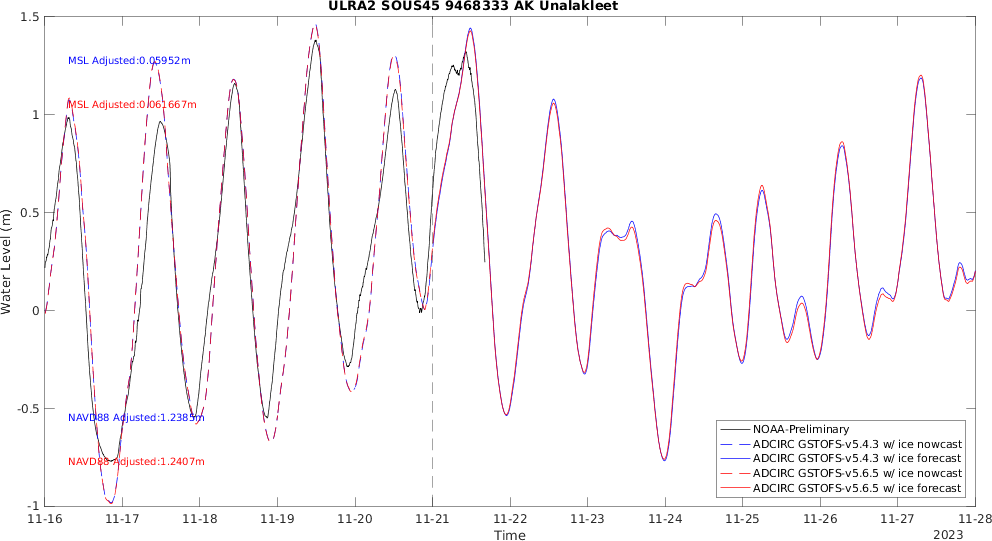 ULRA2 SOUS45 9468333 AK Unalakleet
1.5
1
0.5
0
-0.5
-1
Water Level (m)
MSL Adjusted:0.05952m
MSL Adjusted:0.061667m
NAVD88 Adjusted:1.2385m
NAVD88 Adjusted:1.2407m
NOAA-Preliminary
ADCIRC GSTOFS-v5.4.3 w/ ice nowcast
ADCIRC GSTOFS-v5.4.3 w/ ice forecast
ADCIRC GSTOFS-v5.6.5 w/ ice nowcast
ADCIRC GSTOFS-v5.6.5 w/ ice forecast
11-16 11-17 11-18 11-19 11-20 11-21 11-22 11-23 11-24 11-25 11-26 11-27 11-28
Time
2023